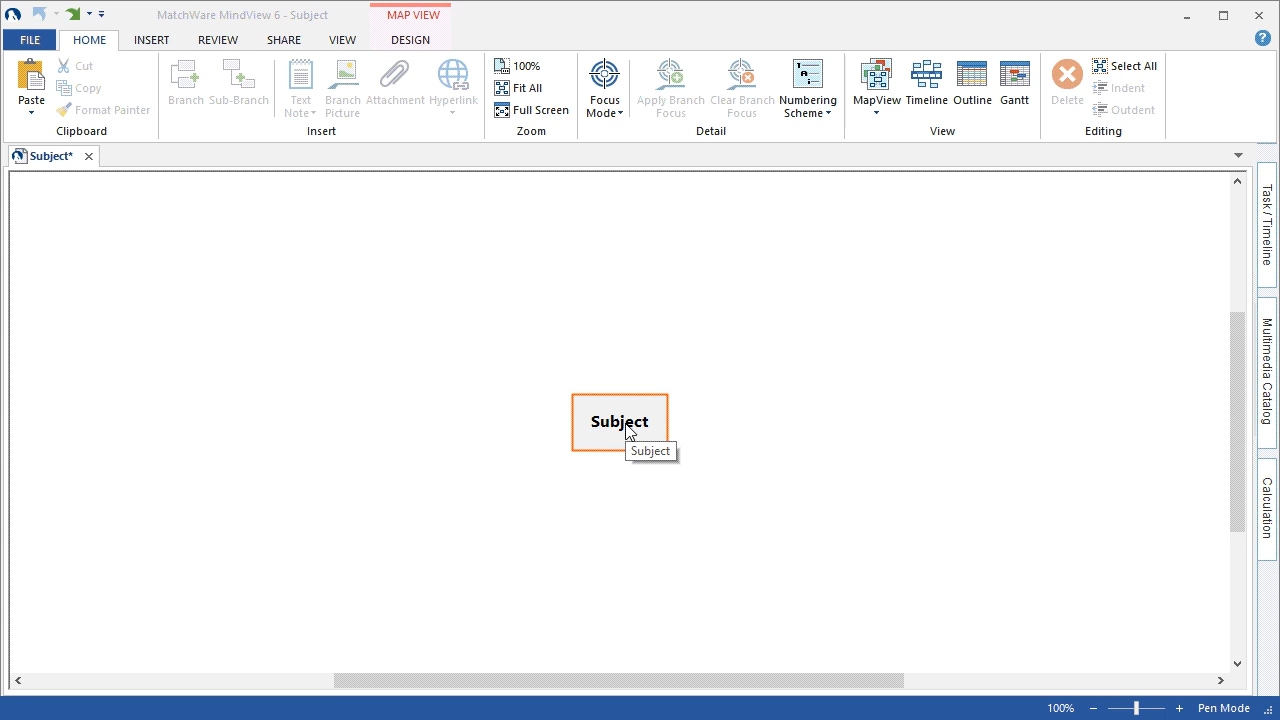 MatchWare MindView 6 - Subject
MAP VIEW
FILE
HOME
INSERT
REVIEW
SHARE
VIEW
DESIGN
Paste
Cut
Copy
Format Painter
Clipboard
Branch
Sub-Branch
Text Note
Branch Picture
Attachment
Hyperlink
Insert
100%
Fit All
Full Screen
Zoom
Focus Mode
Apply Branch Focus
Clear Branch Focus
Numbering Scheme
Detail
MapView
Timeline
Outline
Gantt
View
Delete
Select All
Indent
Outdent
Editing
Subject*
Task / Timeline
Multimedia Catalog
Calculation
Subject
Subject
100%
Pen Mode